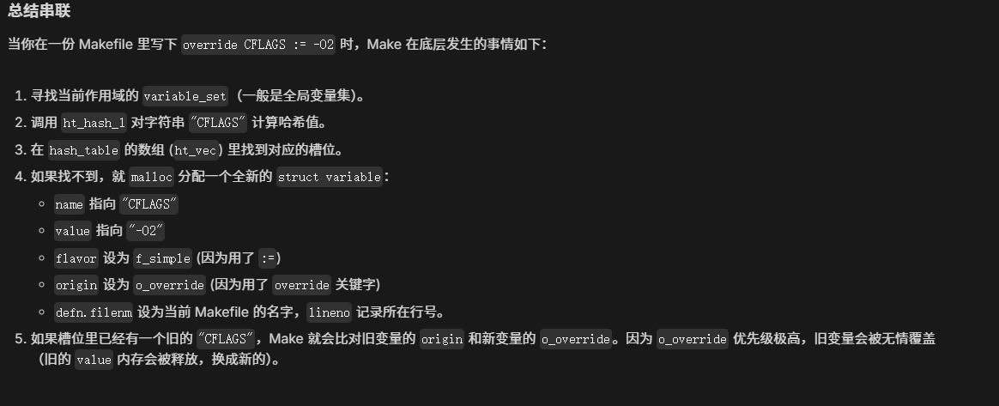 总结串联
当你在一份 Makefile 里写下 override CFLAGS := -O2 时，Make 在底层发生的事情如下：
1. 寻找当前作用域的 variable_set（一般是全局变量集）。
2. 调用 ht_hash_1 对字符串 "CFLAGS" 计算哈希值。
3. 在 hash_table 的数组 (ht_vec) 里找到对应的槽位。
4. 如果找不到，就 malloc 分配一个全新的 struct variable：
○ name 指向 "CFLAGS"
○ value 指向 "-O2"
○ flavor 设为 f_simple (因为用了 :=)
○ origin 设为 o_override (因为用了 override 关键字)
○ defn.filenm 设为当前 Makefile 的名字，lineno 记录所在行号。
5. 如果槽位里已经有一个旧的 "CFLAGS"，Make 就会比对旧变量的 origin 和新变量的 o_override。因为 o_override 优先级极高，旧变量会被无情覆盖
（旧的 value 内存会被释放，换成新的）。